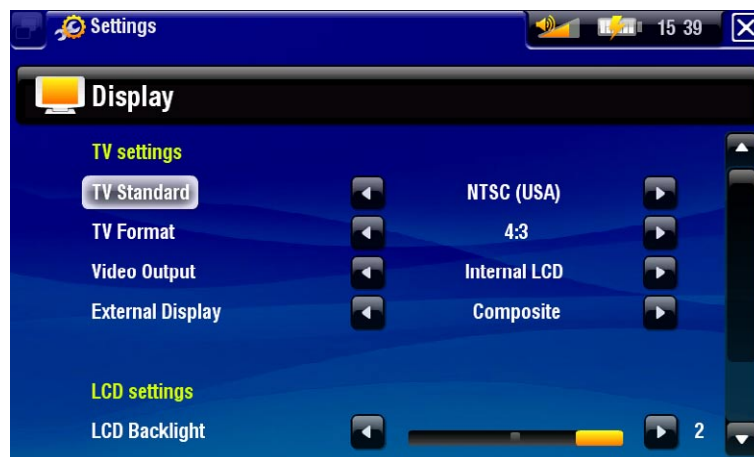 Settings 15 39
Display
TV settings
TV Standard NTSC (USA)
TV Format 4:3
Video Output Internal LCD
External Display Composite
LCD settings
LCD Backlight 2